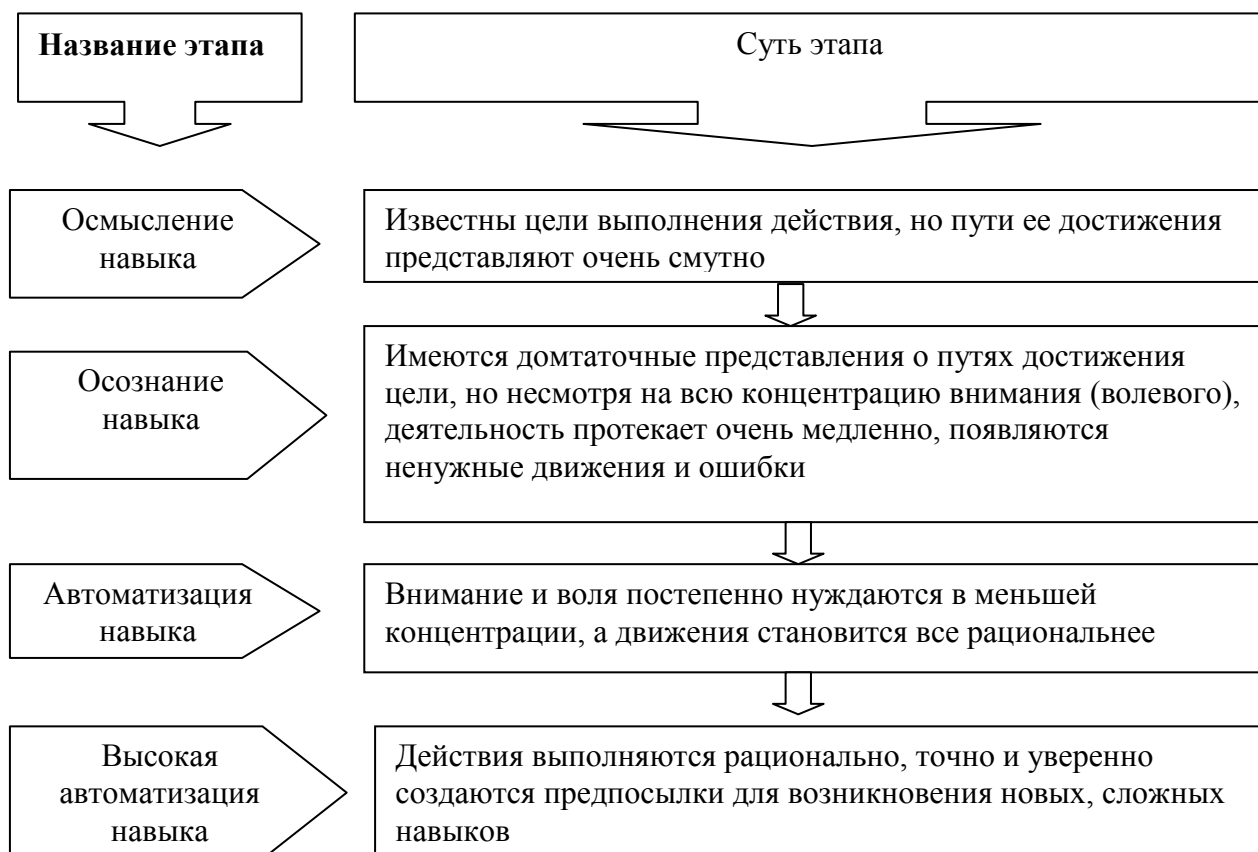 Название этапа
Суть этапа
Осмысление
навыка
Известны цели выполнения действия, но пути ее достижения
представляют очень смутно
Осознание
навыка
Имеются домтаточные представления о путях достижения
цели, но несмотря на всю концентрацию внимания (волевого),
деятельность протекает очень медленно, появляются
ненужные движения и ошибки
Автоматизация
навыка
Внимание и воля постепенно нуждаются в меньшей
концентрации, а движения становится все рациональнее
Высокая
автоматизация
навыка
Действия выполняются рационально, точно и уверенно
создаются предпосылки для возникновения новых, сложных
навыков